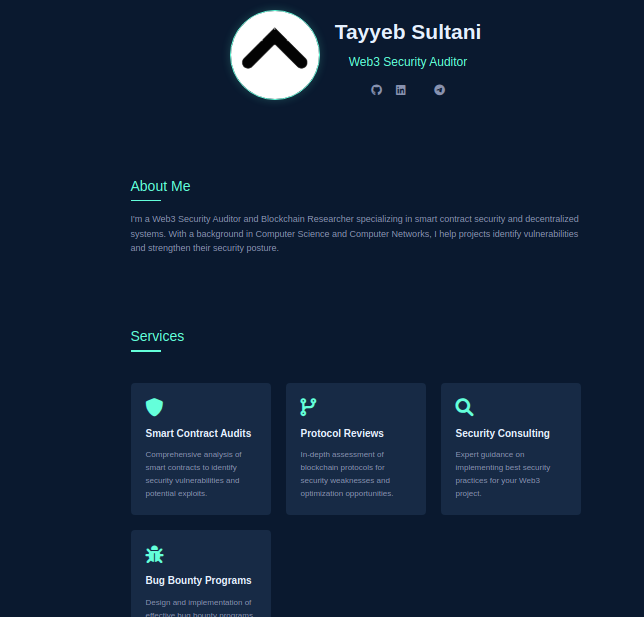 Tayyeb Sultani
Web3 Security Auditor
About Me
I'm a Web3 Security Auditor and Blockchain Researcher specializing in smart contract security and decentralized
systems. With a background in Computer Science and Computer Networks, I help projects identify vulnerabilities
and strengthen their security posture.
Services
Smart Contract Audits
Comprehensive analysis of
smart contracts to identify
security vulnerabilities and
potential exploits.
Protocol Reviews
In-depth assessment of
blockchain protocols for
security weaknesses and
optimization opportunities.
Security Consulting
Expert guidance on
implementing best security
practices for your Web3
project.
Bug Bounty Programs
Design and implementation of
effective bug bounty programs